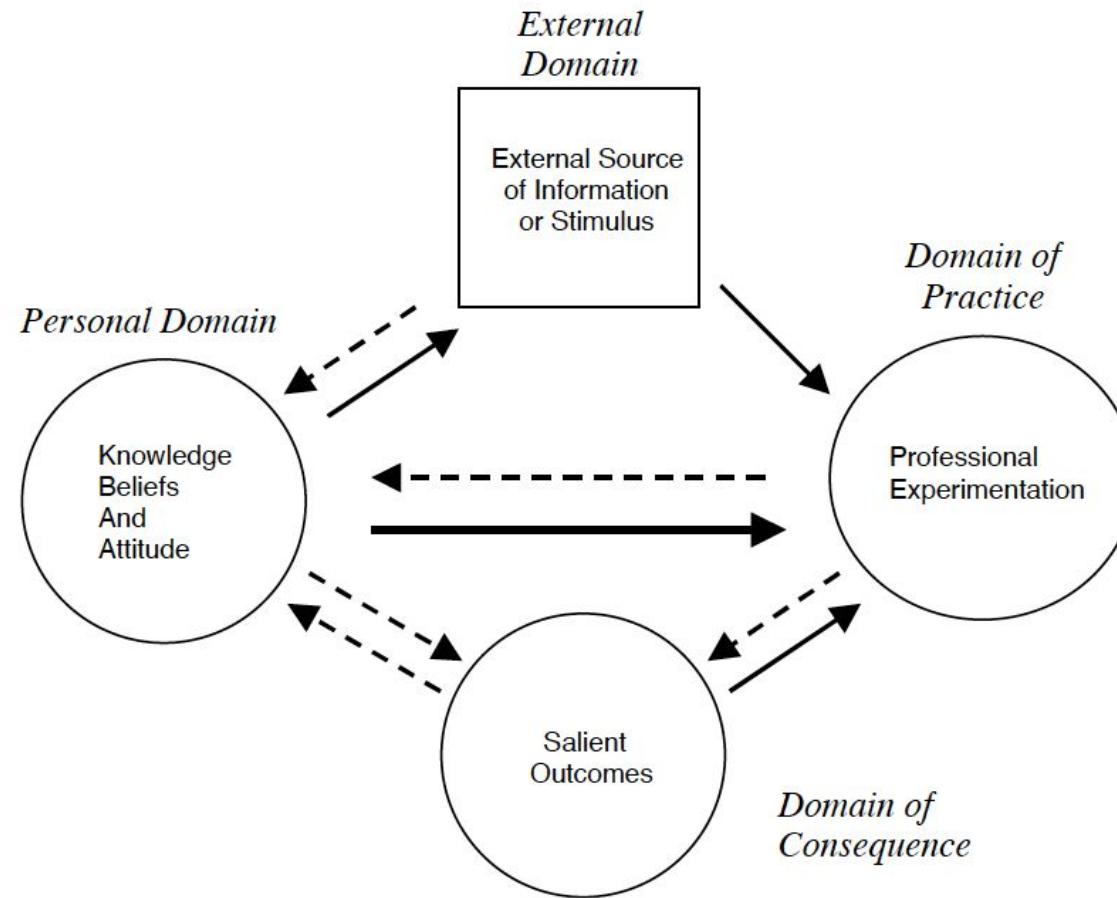 External
Domain
External Source
of Information
or Stimulus
Domain of
Practice
Personal Domain
Knowledge
Beliefs
And
Attitude
Professional
Experimentation
Salient
Outcomes
Domain of
Consequence